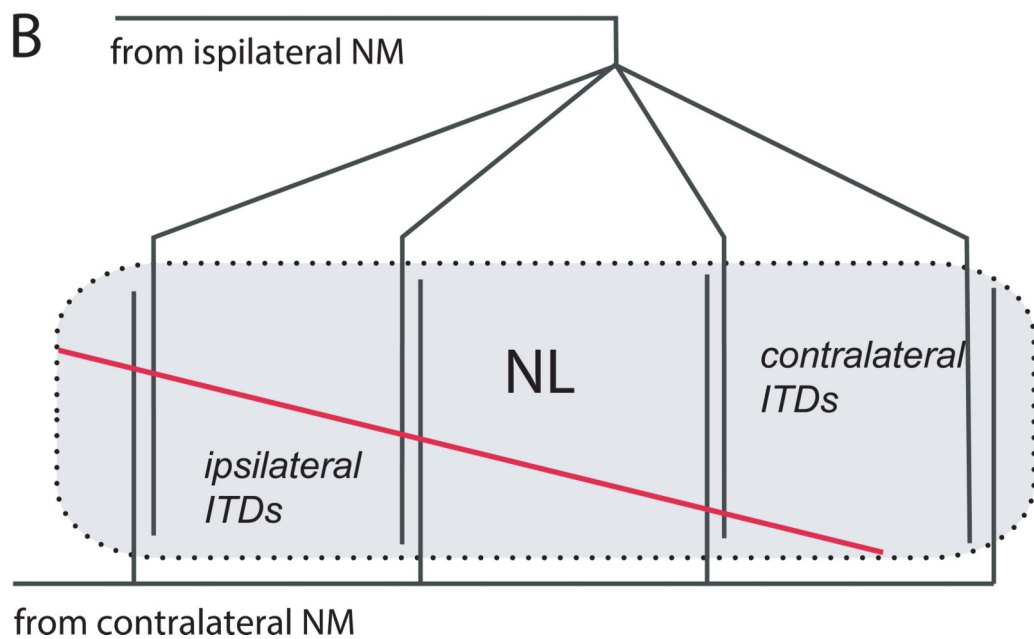 B
from ispilateral NM
NL
contralateral
ITDs
ipsilateral
ITDs
from contralateral NM